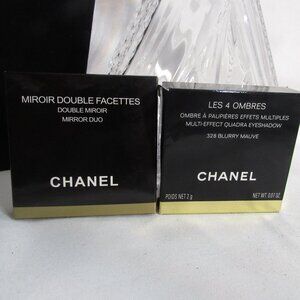 MIROIR DOUBLE FACETTES
DOUBLE MIROIR
MIRROR DUO
CHANEL
LES 4 OMBRES
OMBRE À PAUPIÈRES EFFETS MULTIPLES
MULTI-EFFECT QUADRA EYESHADOW
328 BLURRY MAUVE
CHANEL
POIDS NET 2 g NET WT. 0.07 OZ.